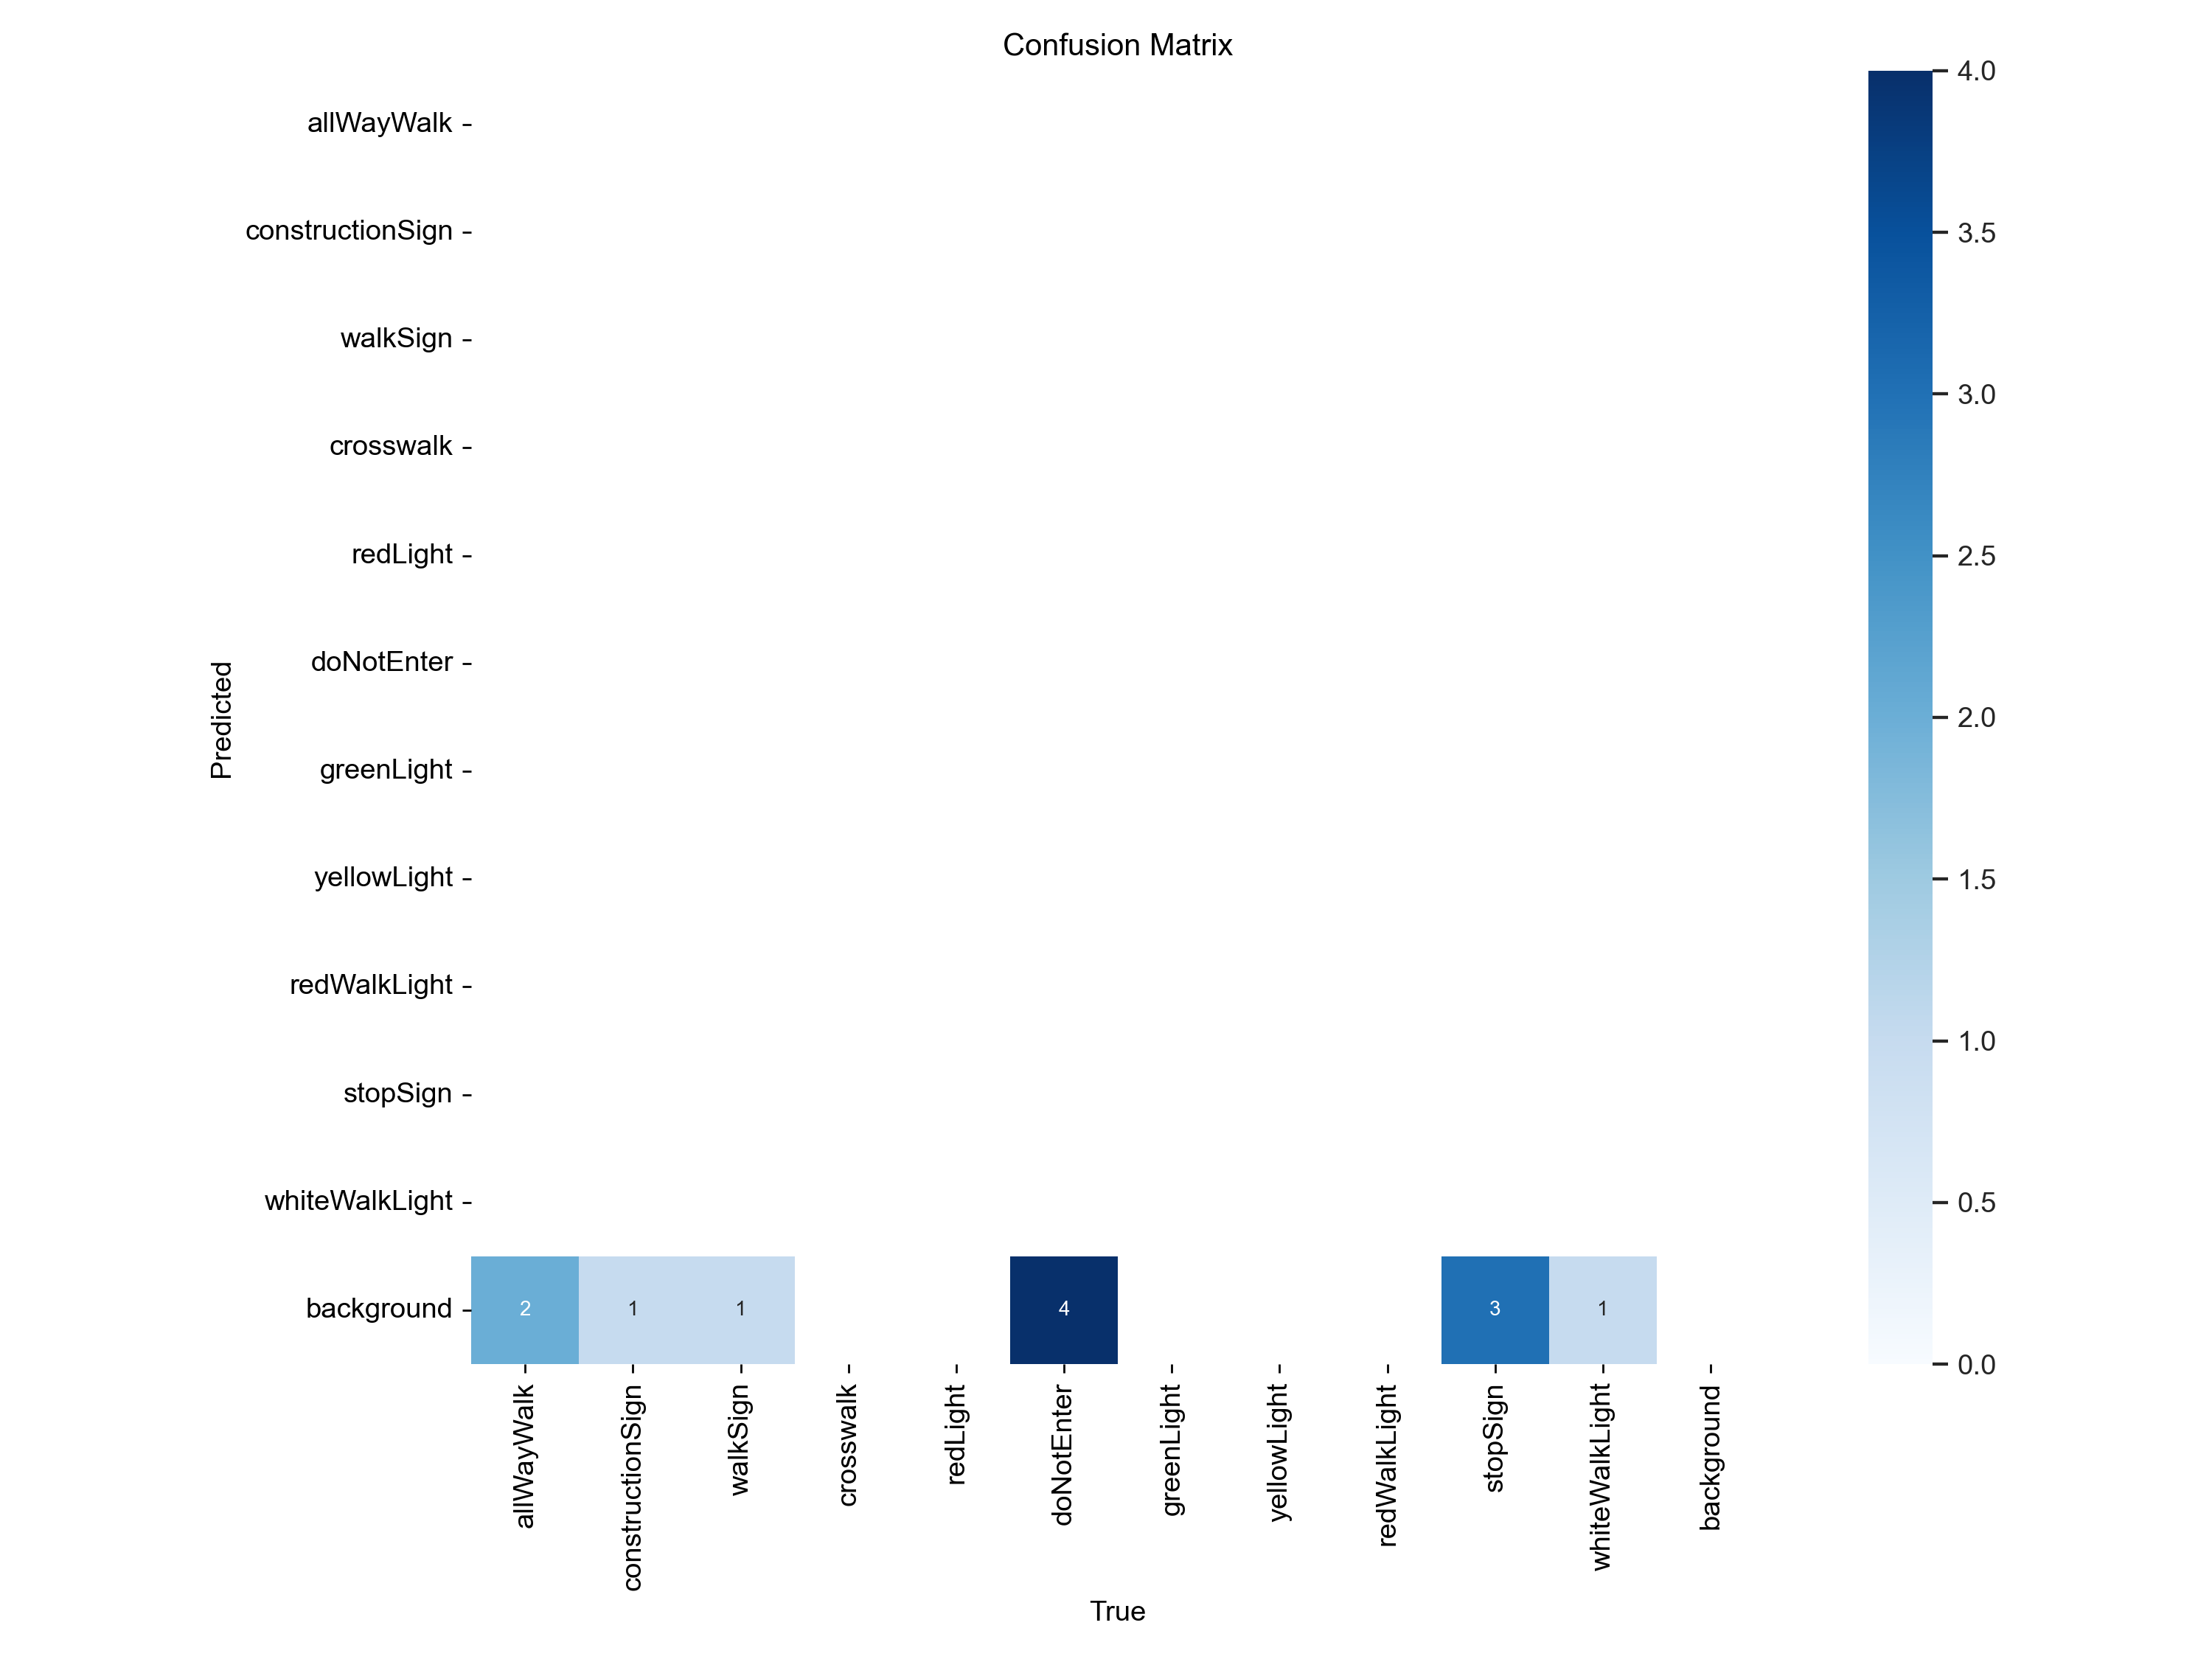 Confusion Matrix
allWayWalk
constructionSign
walkSign
crosswalk
redLight
doNotEnter
greenLight
yellowLight
redWalkLight
stopSign
whiteWalkLight
background
Predicted
2 1 1 4 3 1
allWayWalk
constructionSign
walkSign
crosswalk
redLight
doNotEnter
greenLight
yellowLight
redWalkLight
stopSign
whiteWalkLight
background
True
4.0
3.5
3.0
2.5
2.0
1.5
1.0
0.5
0.0